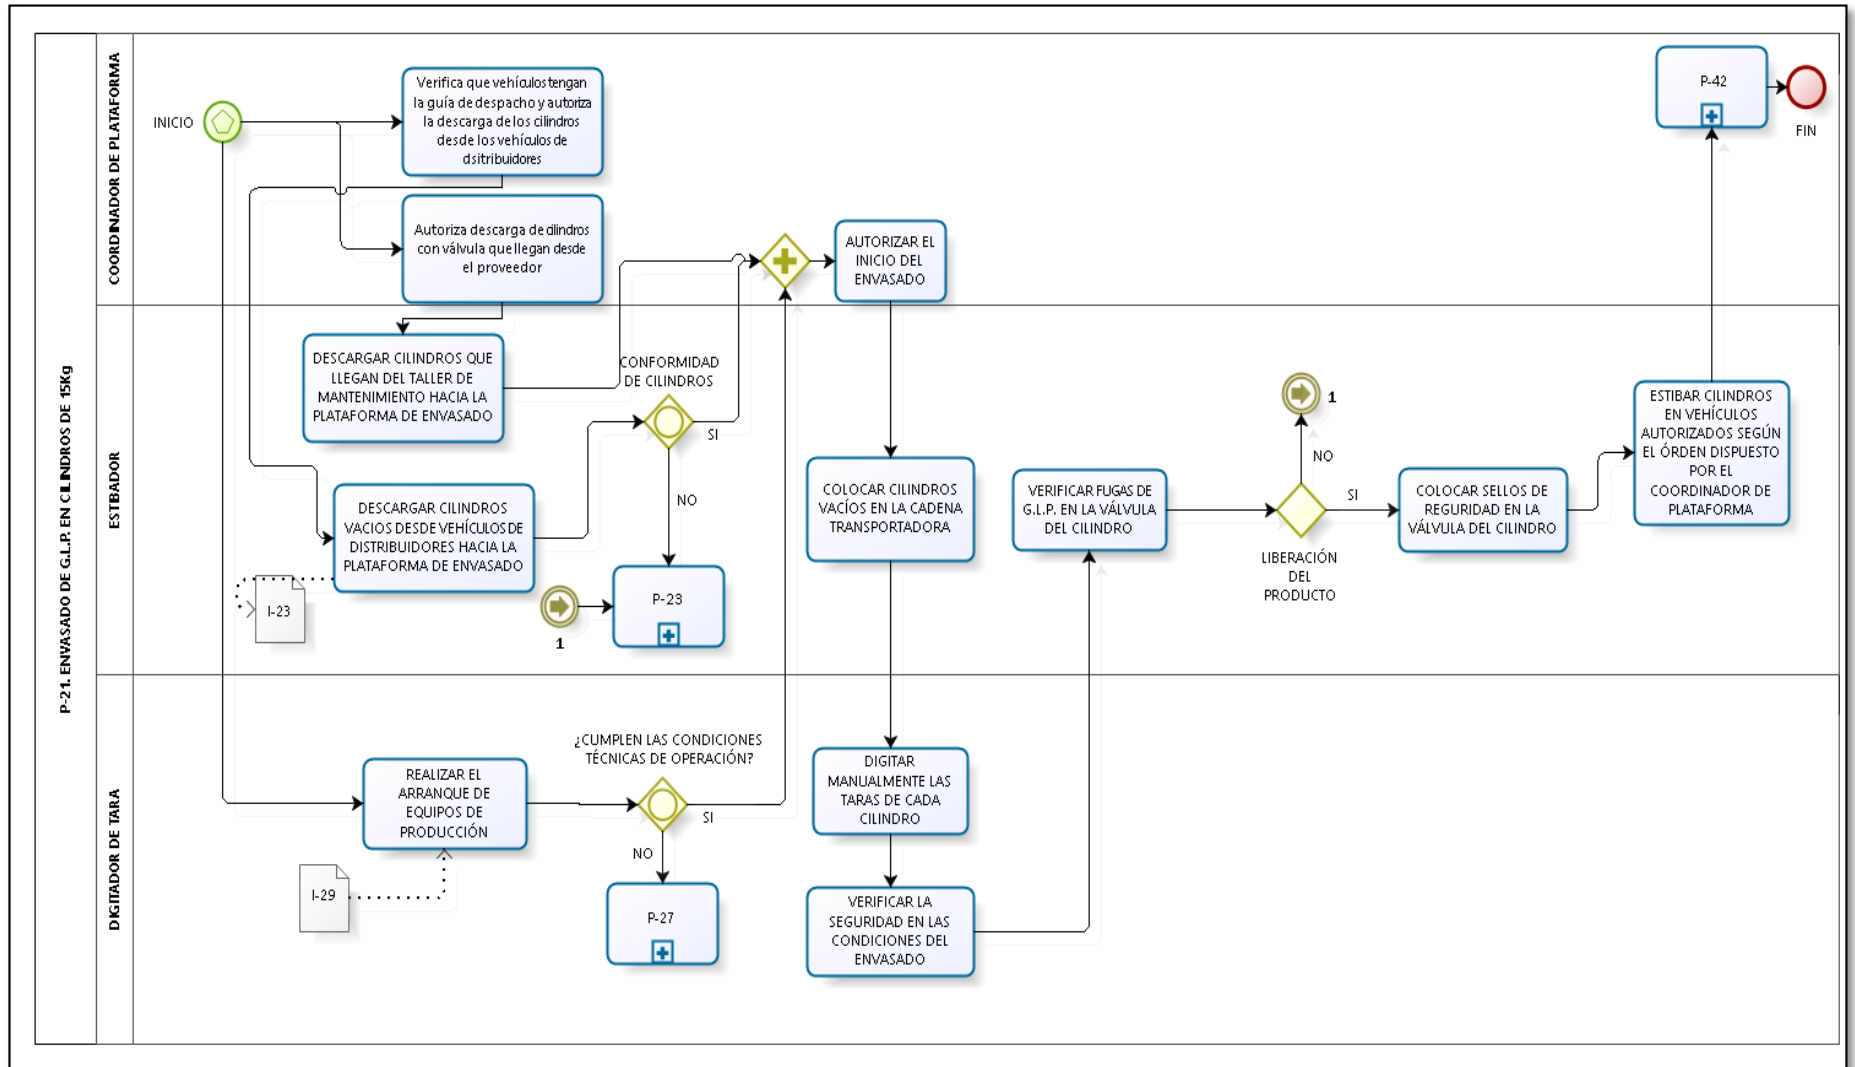 P-21. ENVASADO DE G.L.P. EN CILINDROS DE 15Kg
COORDINADOR DE PLATAFORMA
INICIO
Verifica que vehículos tengan
la guía de despacho y autoriza
la descarga de los cilindros
desde los vehículos de
dsitribuidores
Autoriza descarga de cilindros
con válvula que llegan desde
el proveedor
AUTORIZAR EL
INICIO DEL
ENVASADO
P-42
FIN
ESTIBADOR
DESCARGAR CILINDROS QUE
LLEGAN DEL TALLER DE
MANTENIMIENTO HACIA LA
PLATAFORMA DE ENVASADO
CONFORMIDAD
DE CILINDROS
SI
NO
DESCARGAR CILINDROS
VACIOS DESDE VEHÍCULOS DE
DISTRIBUIDORES HACIA LA
PLATAFORMA DE ENVASADO
I-23
1
P-23
COLOCAR CILINDROS
VACÍOS EN LA CADENA
TRANSPORTADORA
VERIFICAR FUGAS DE
G.L.P. EN LA VÁLVULA
DEL CILINDRO
1
NO
SI
LIBERACIÓN
DEL
PRODUCTO
COLOCAR SELLOS DE
REGURIDAD EN LA
VÁLVULA DEL CILINDRO
ESTIBAR CILINDROS
EN VEHÍCULOS
AUTORIZADOS SEGÚN
EL ÓRDEN DISPUESTO
POR EL
COORDINADOR DE
PLATAFORMA
DIGITADOR DE TARA
REALIZAR EL
ARRANQUE DE
EQUIPOS DE
PRODUCCIÓN
I-29
¿CUMPLEN LAS CONDICIONES
TÉCNICAS DE OPERACIÓN?
SI
NO
P-27
DIGITAR
MANUALMENTE LAS
TARAS DE CADA
CILINDRO
VERIFICAR LA
SEGURIDAD EN LAS
CONDICIONES DEL
ENVASADO